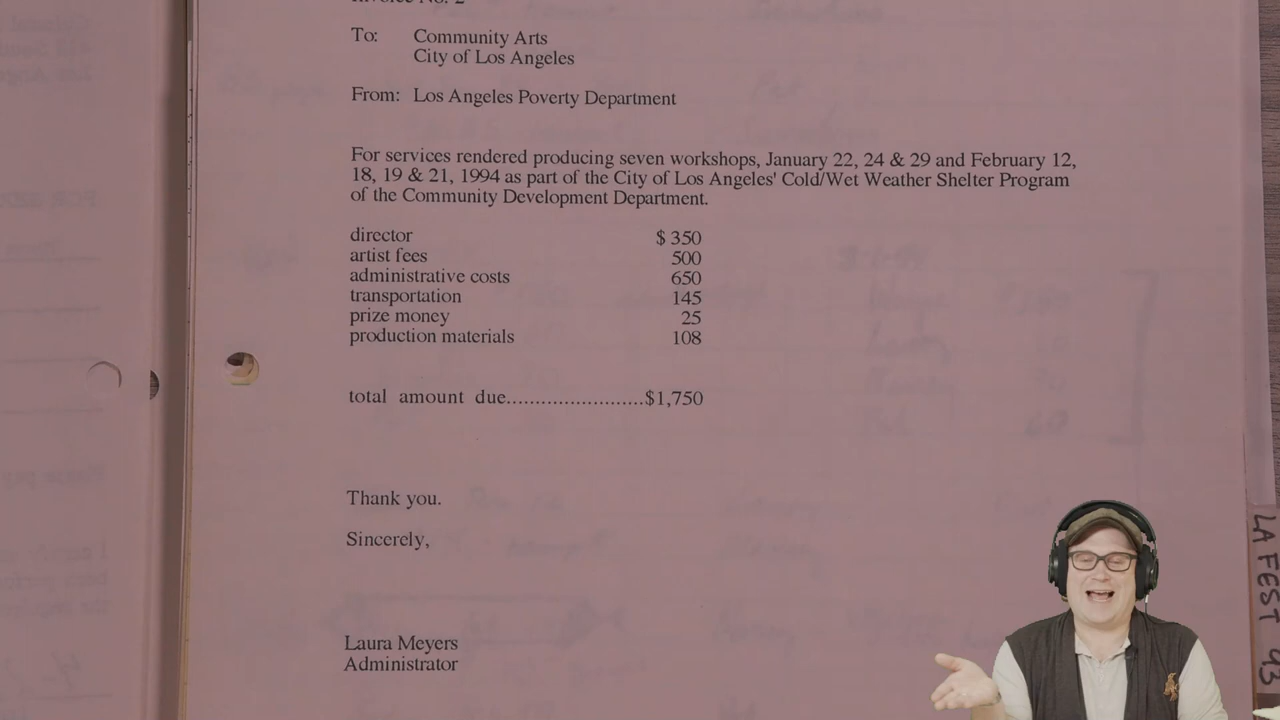 Invoice No. 2
To: Community Arts
City of Los Angeles
From: Los Angeles Poverty Department
For services rendered producing seven workshops, January 22, 24 & 29 and February 12,
18, 19 & 21, 1994 as part of the City of Los Angeles' Cold/Wet Weather Shelter Program
of the Community Development Department.
director $ 350
artist fees 500
administrative costs 650
transportation 145
prize money 25
production materials 108
total amount due........................$1,750
Thank you.
Sincerely,
Laura Meyers
Administrator
LA FEST 93